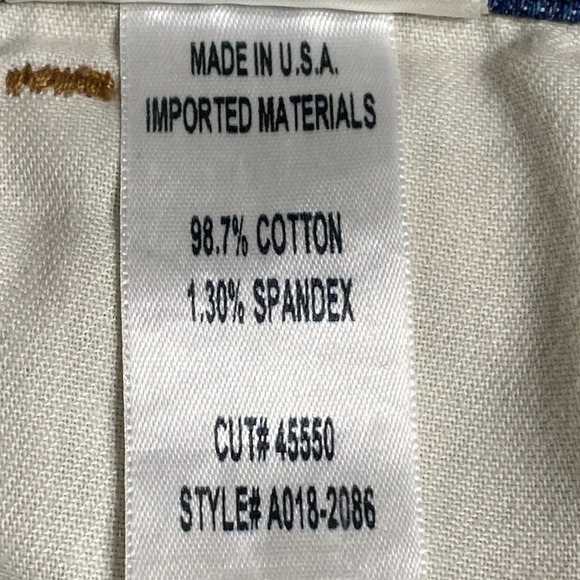 MADE IN U.S.A.
IMPORTED MATERIALS
98.7% COTTON
1.30% SPANDEX
CUT# 45550
STYLE# A018-2086